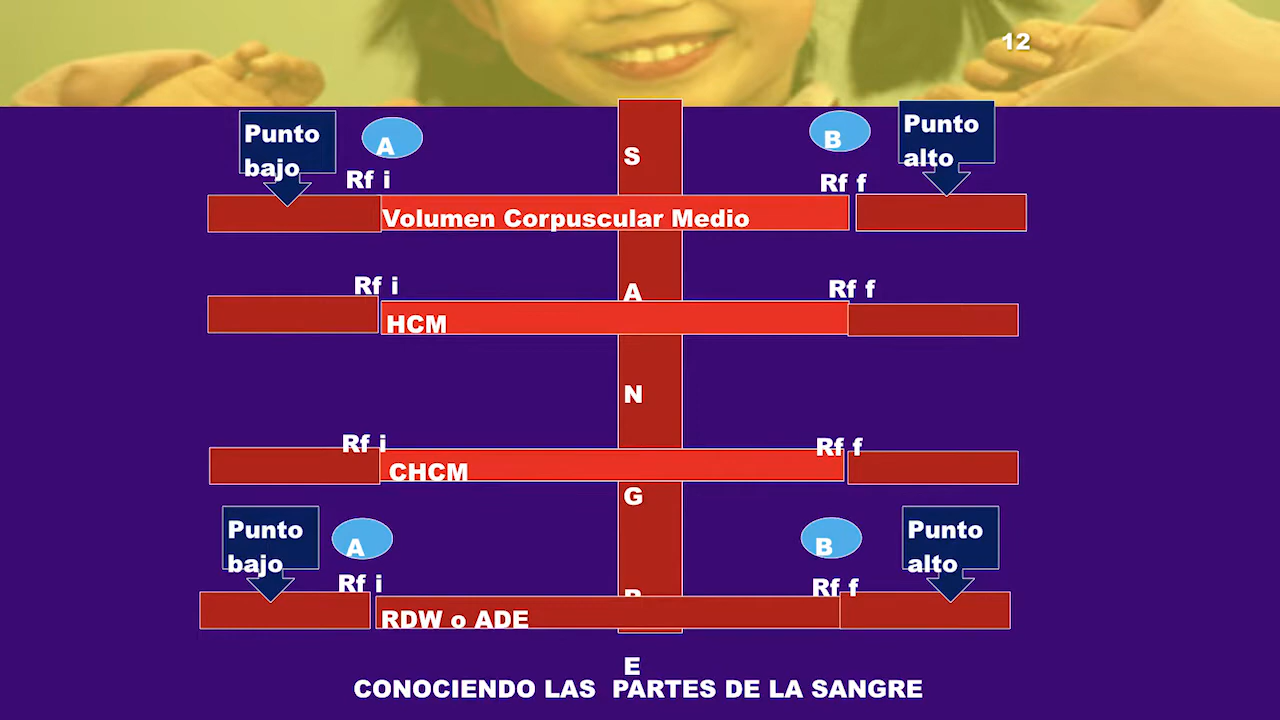 12
Punto
bajo
A
B
Punto
alto
S
Rf i
Rf f
Volumen Corpuscular Medio
Rf i
Rf f
A
HCM
N
Rf i
Rf f
CHCM
G
Punto
bajo
A
B
Punto
alto
Rf i
Rf f
R
RDW o ADE
E
CONOCIENDO LAS PARTES DE LA SANGRE